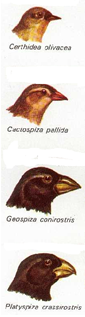 Certhidea olivacea
Cactospiza pallida
Geospiza conirostris
Platyspiza crassirostris